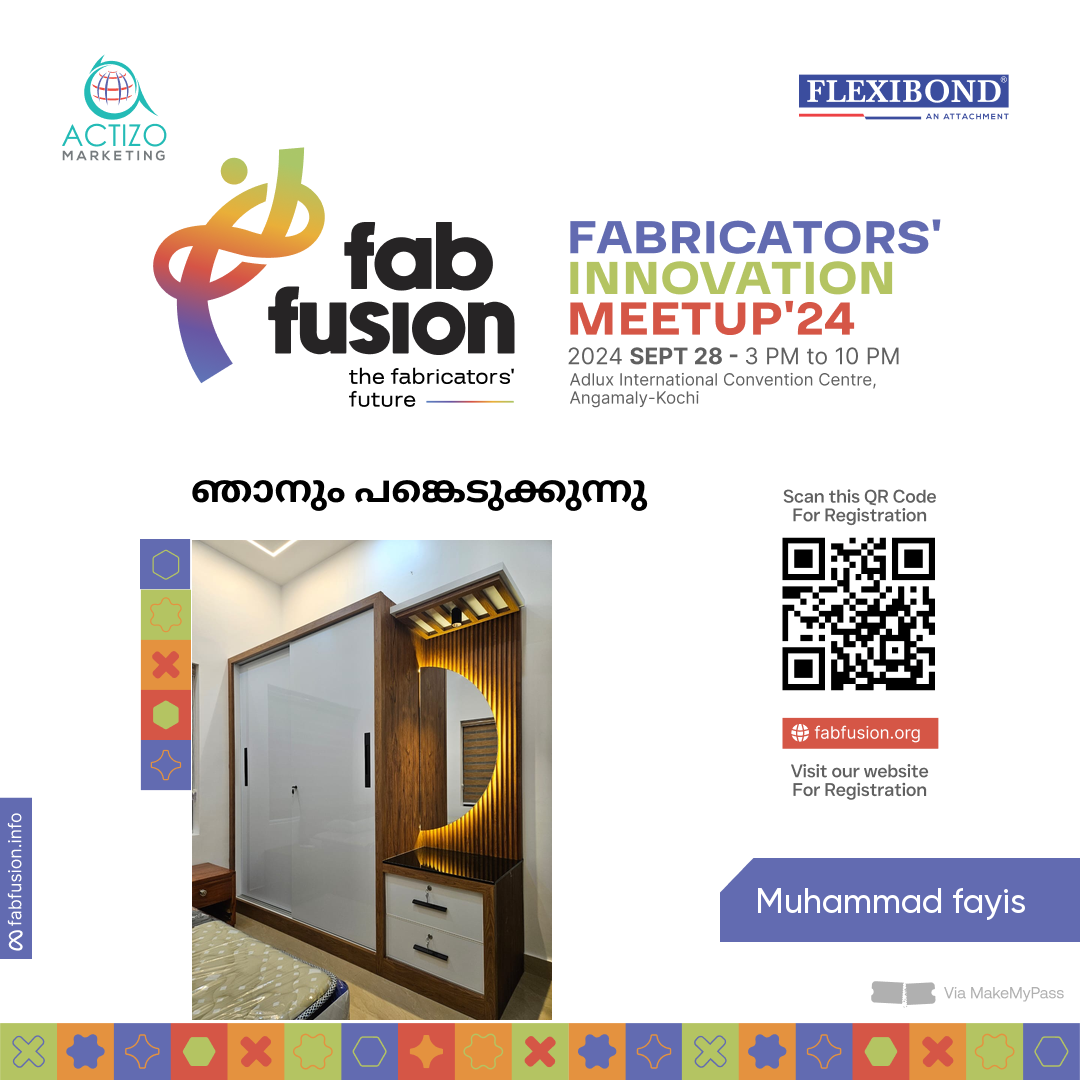 ACTIZO
MARKETING
FLEXIBOND®
AN ATTACHMENT
fab
fusion
the fabricators'
future
FABRICATORS'
INNOVATION
MEETUP'24
2024 SEPT 28 - 3 PM to 10 PM
Adlux International Convention Centre,
Angamaly-Kochi
ഞാനും പങ്കെടുക്കുന്നു
Scan this QR Code
For Registration
fabfusion.org
Visit our website
For Registration
fabfusion.info
Muhammad fayis
Via MakeMyPass